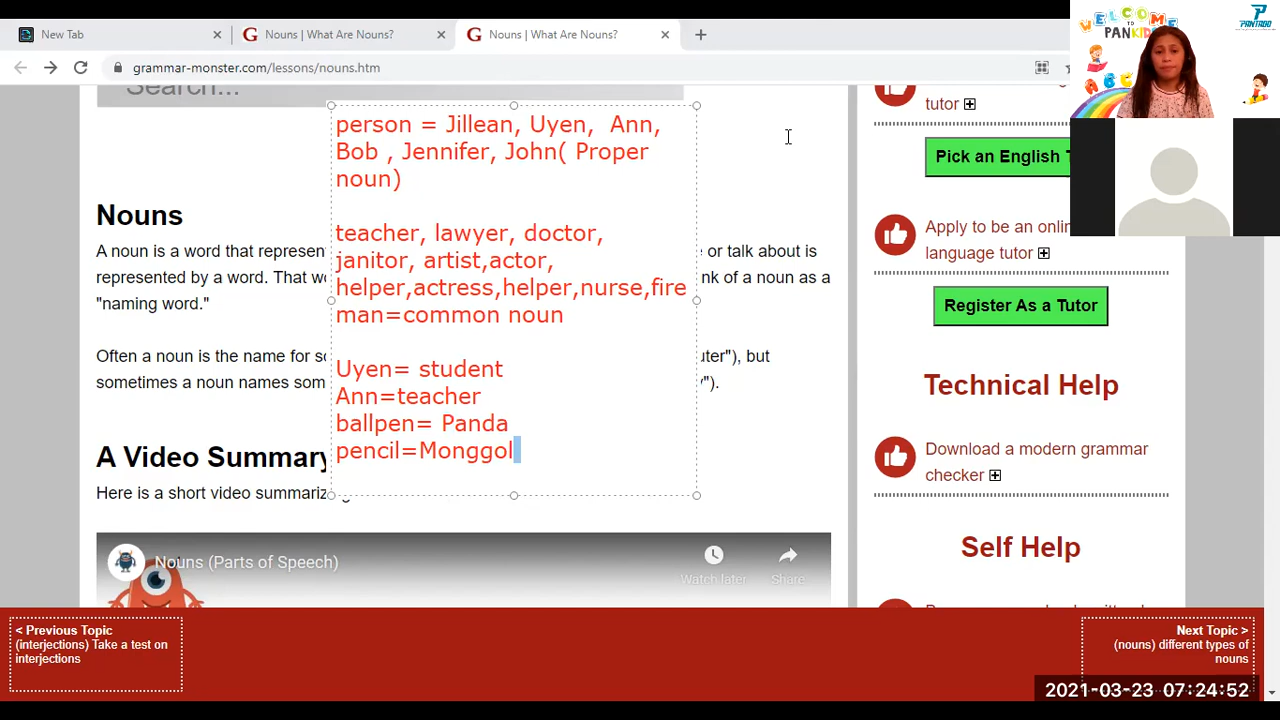 New Tab
Nouns | What Are Nouns?
Nouns | What Are Nouns?
grammar-monster.com/lessons/nouns.htm
WELCOME
TO
PANKIDS
PANTABO
Search...
person = Jillean, Uyen,  Ann,
Bob , Jennifer, John( Proper
noun)
teacher, lawyer, doctor,
janitor, artist,actor,
helper,actress,helper,nurse,fire
man=common noun
Uyen= student
Ann=teacher
ballpen= Panda
pencil=Monggol
Nouns
A noun is a word that represen
e or talk about is
represented by a word. That w
nk of a noun as a
"naming word."
Often a noun is the name for so
uter"), but
sometimes a noun names som
y").
A Video Summary
Here is a short video summarizing
Nouns (Parts of Speech)
Watch later
Share
tutor
Pick an English T
Apply to be an onlin
language tutor
Register As a Tutor
Technical Help
Download a modern grammar
checker
Self Help
< Previous Topic
(interjections) Take a test on
interjections
Next Topic >
(nouns) different types of
nouns
2021-03-23 07:24:52